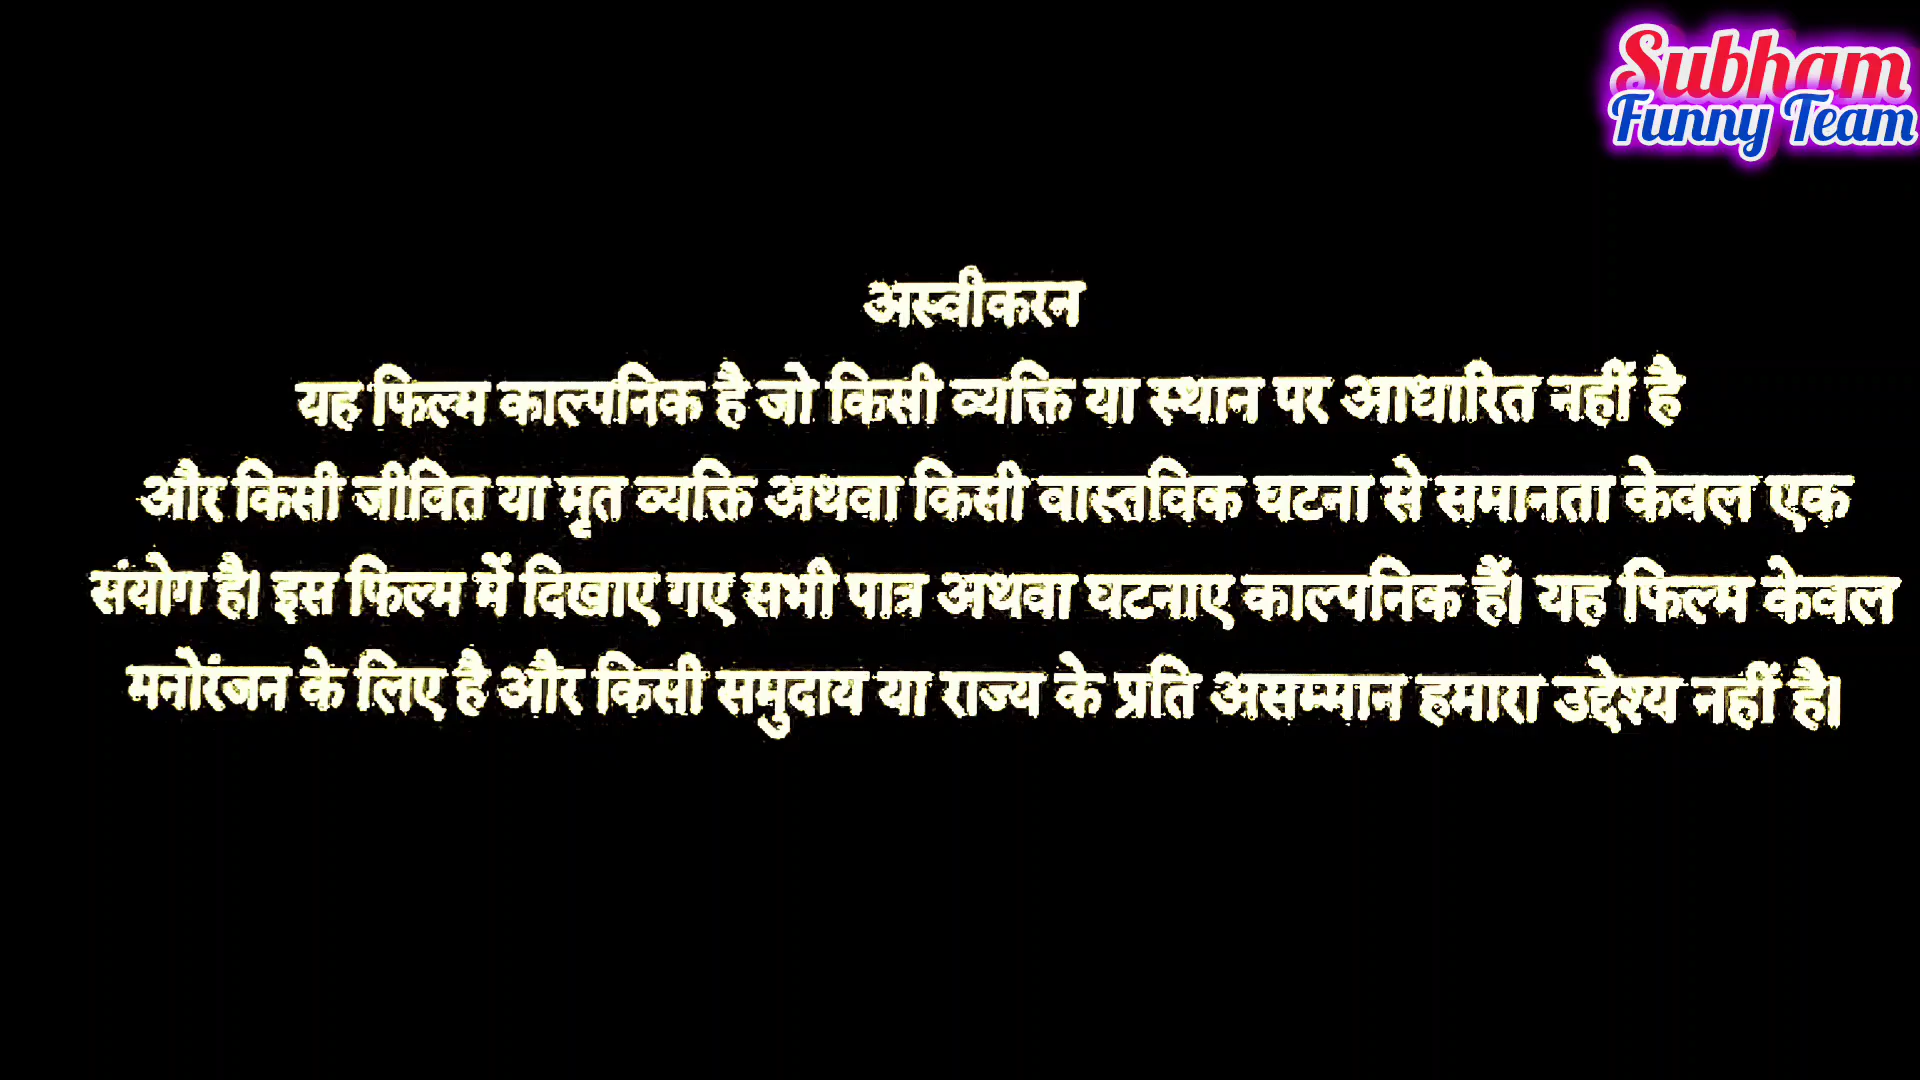 Subham
Funny Team
अस्वीकरन
यह फिल्म काल्पनिक है जो किसी व्यक्ति या स्थान पर आधारित नहीं है
और किसी जीवित या मृत व्यक्ति अथवा किसी वास्तविक घटना से समानता केवल एक
संयोग है। इस फिल्म में दिखाए गए सभी पात्र अथवा घटनाए काल्पनिक हैं। यह फिल्म केवल
मनोरंजन के लिए है और किसी समुदाय या राज्य के प्रति असम्मान हमारा उद्देश्य नहीं है।